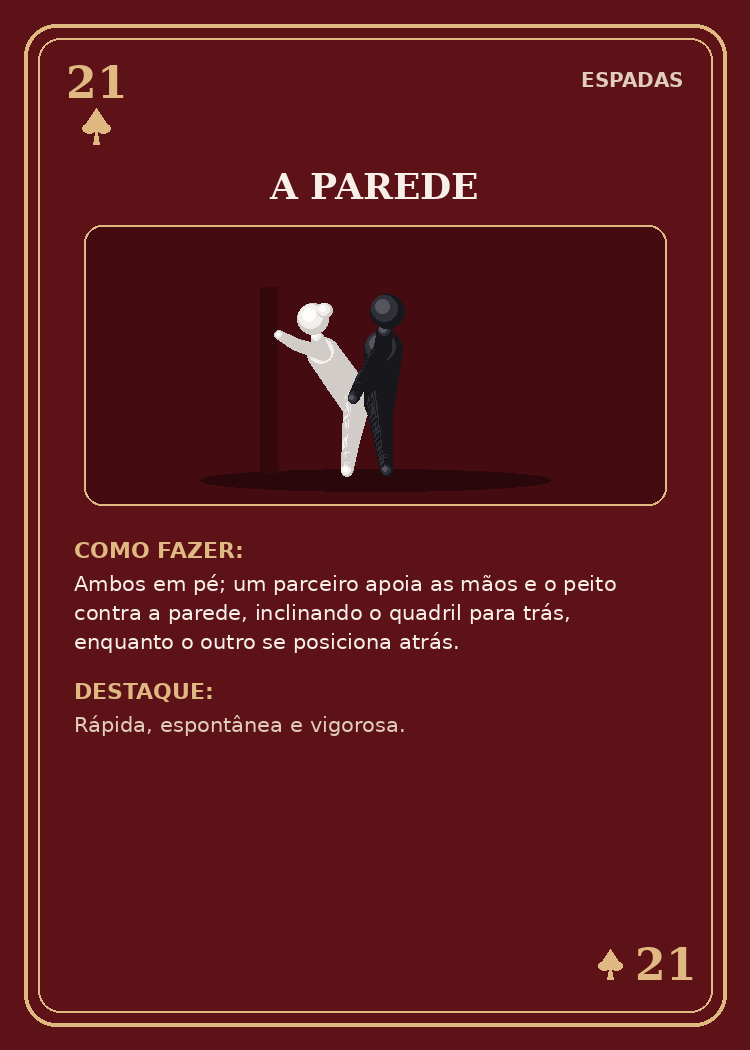 21
ESPADAS
A PAREDE
COMO FAZER:
Ambos em pé; um parceiro apoia as mãos e o peito
contra a parede, inclinando o quadril para trás,
enquanto o outro se posiciona atrás.
DESTAQUE:
Rápida, espontânea e vigorosa.
21